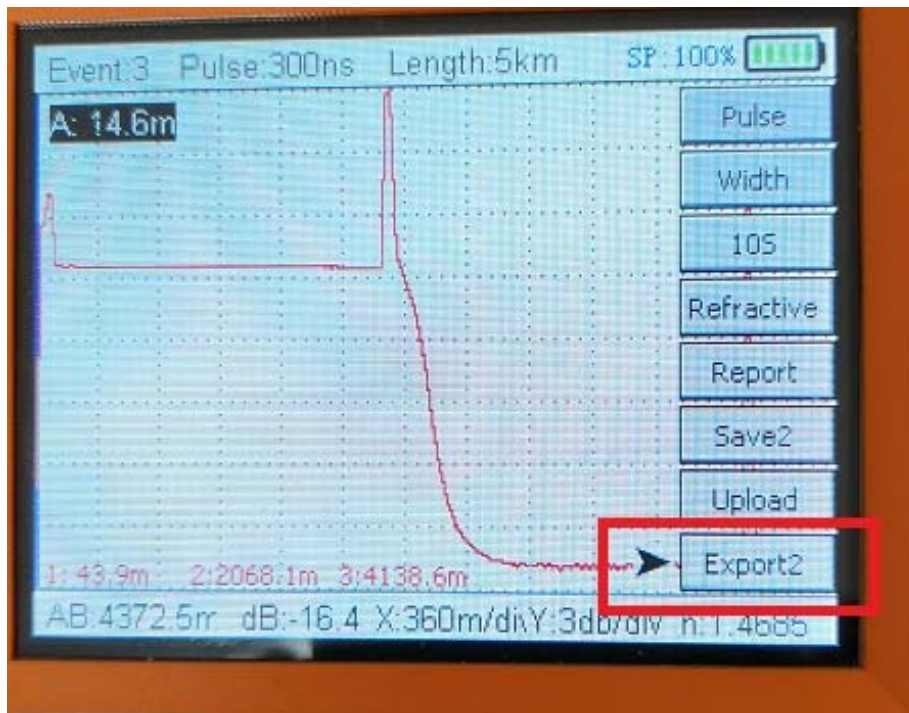 Event:3 Pulse:300ns Length:5km SP:100%
A: 14.6m
Pulse
Width
10S
Refractive
Report
Save2
Upload
Export2
1: 43.9m 2:2068.1m 3:4138.6m
AB:4372.5m dB:-16.4 X:360m/div Y:3db/div n:1.4685